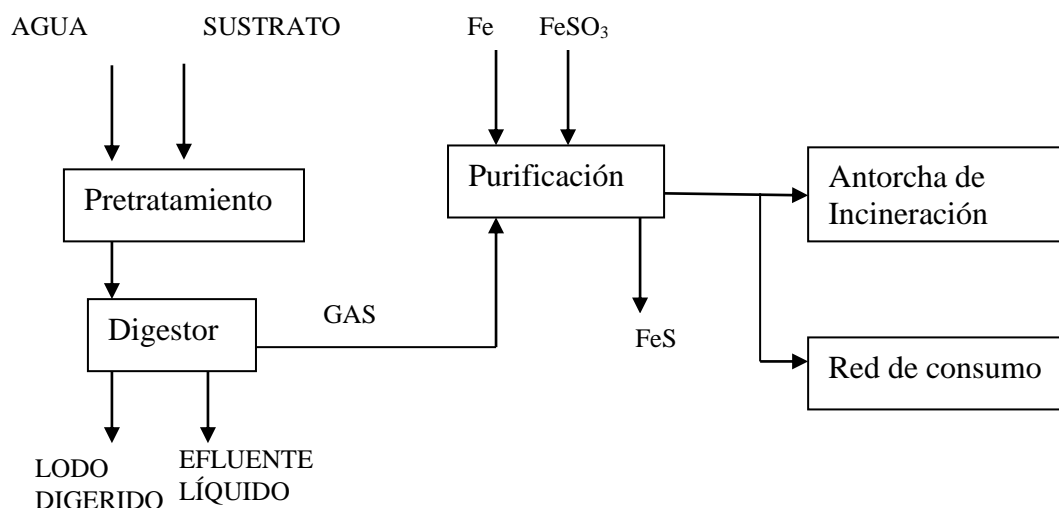 AGUA
SUSTRATO
Fe
FeSO₃
Pretratamiento
Purificación
Antorcha de
Incineración
Digestor
GAS
FeS
Red de consumo
LODO
DIGERIDO
EFLUENTE
LÍQUIDO